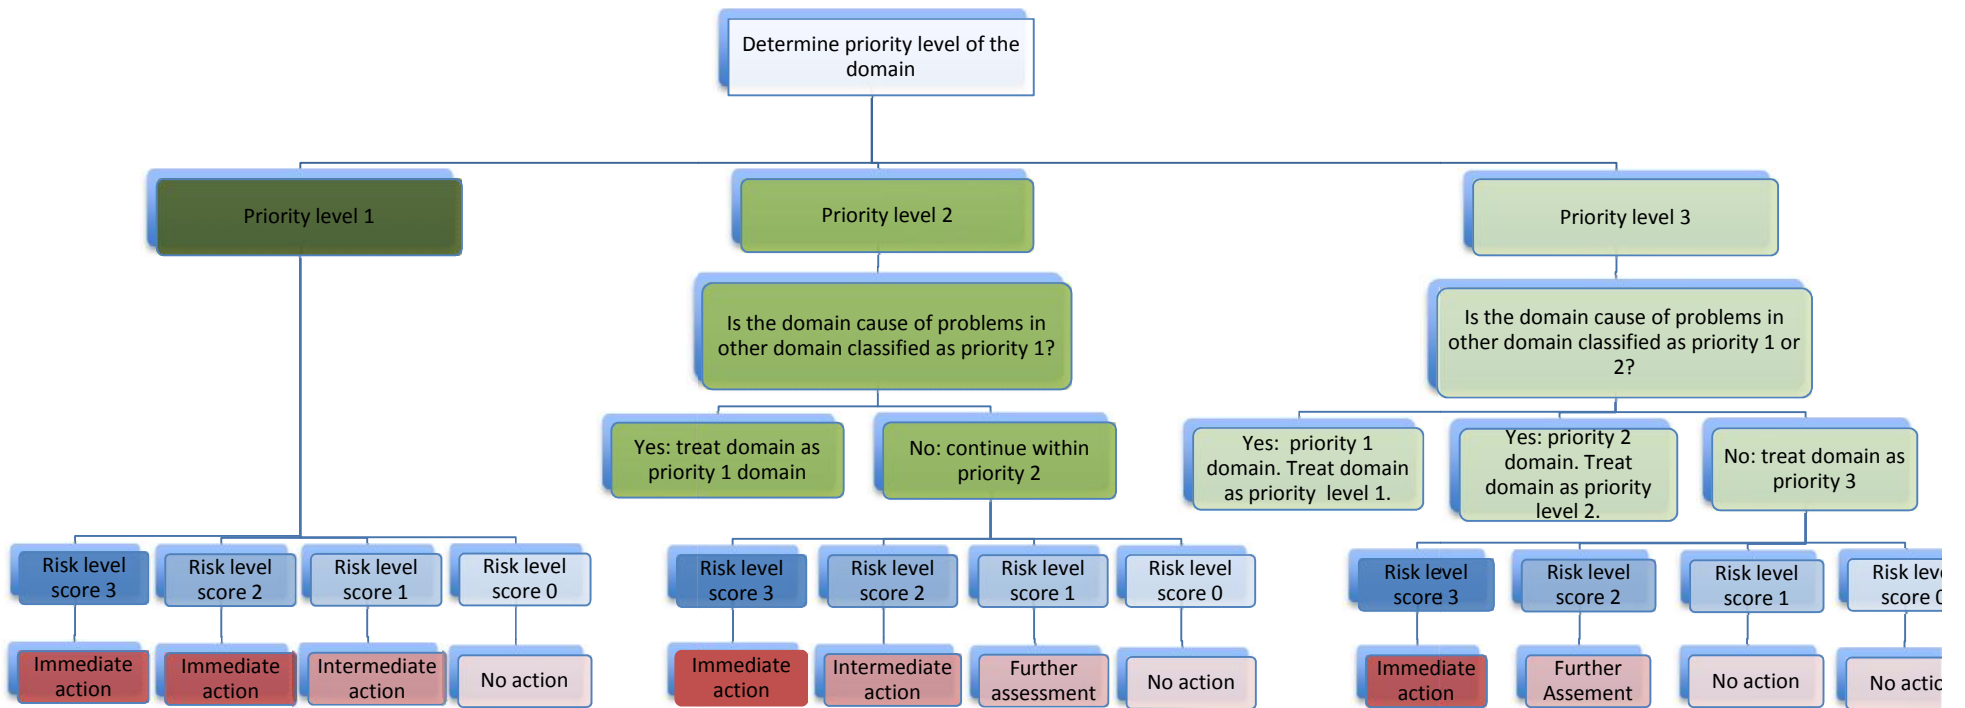 Determine priority level of the
domain
Priority level 1
Priority level 2
Priority level 3
Is the domain cause of problems in
other domain classified as priority 1?
Is the domain cause of problems in
other domain classified as priority 1 or
2?
Yes: treat domain as
priority 1 domain
No: continue within
priority 2
Yes: priority 1
domain. Treat domain
as priority level 1.
Yes: priority 2
domain. Treat
domain as priority
level 2.
No: treat domain as
priority 3
Risk level
score 3
Risk level
score 2
Risk level
score 1
Risk level
score 0
Risk level
score 3
Risk level
score 2
Risk level
score 1
Risk level
score 0
Risk level
score 3
Risk level
score 2
Risk level
score 1
Risk
score
Immediate
action
Immediate
action
Intermediate
action
No action
Immediate
action
Intermediate
action
Further
assessment
No action
Immediate
action
Further
Assement
No action
No